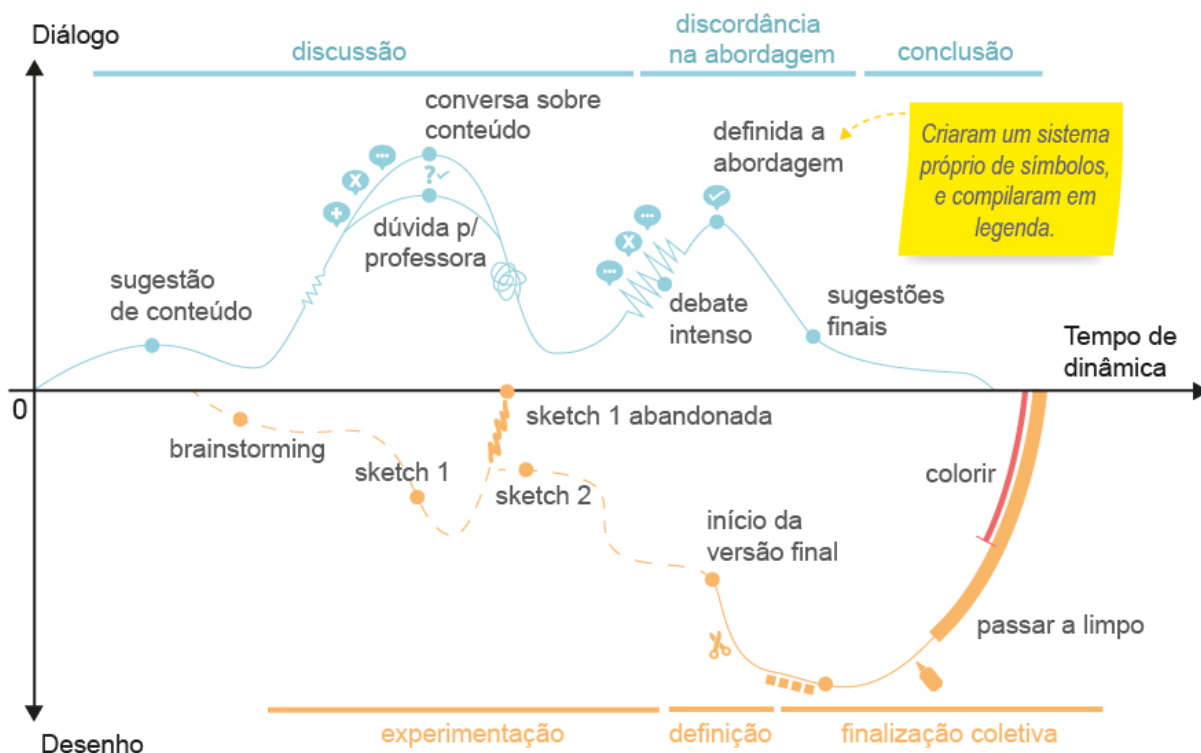 Diálogo
discussão
discordância
na abordagem
conclusão
conversa sobre
conteúdo
definida a
abordagem
Criaram um sistema
próprio de símbolos,
e compilaram em
legenda.
?
dúvida p/
professora
sugestão
de conteúdo
debate
intenso
sugestões
finais
Tempo de
dinâmica
0
brainstorming
sketch 1 abandonada
sketch 1
sketch 2
colorir
início da
versão final
passar a limpo
experimentação
definição
finalização coletiva
Desenho